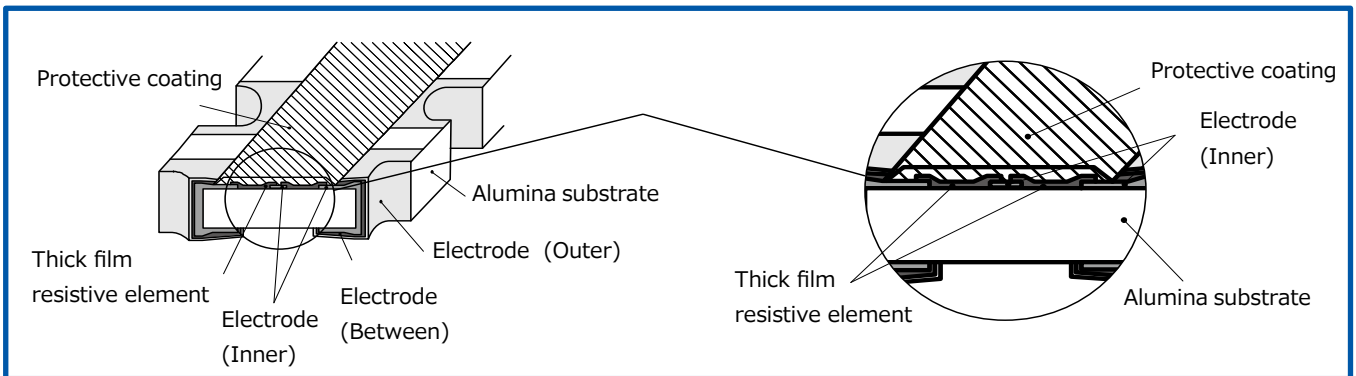 Protective coating
Alumina substrate
Electrode (Outer)
Thick film
resistive element
Electrode
(Between)
Electrode
(Inner)
Protective coating
Electrode
(Inner)
Thick film
resistive element
Alumina substrate